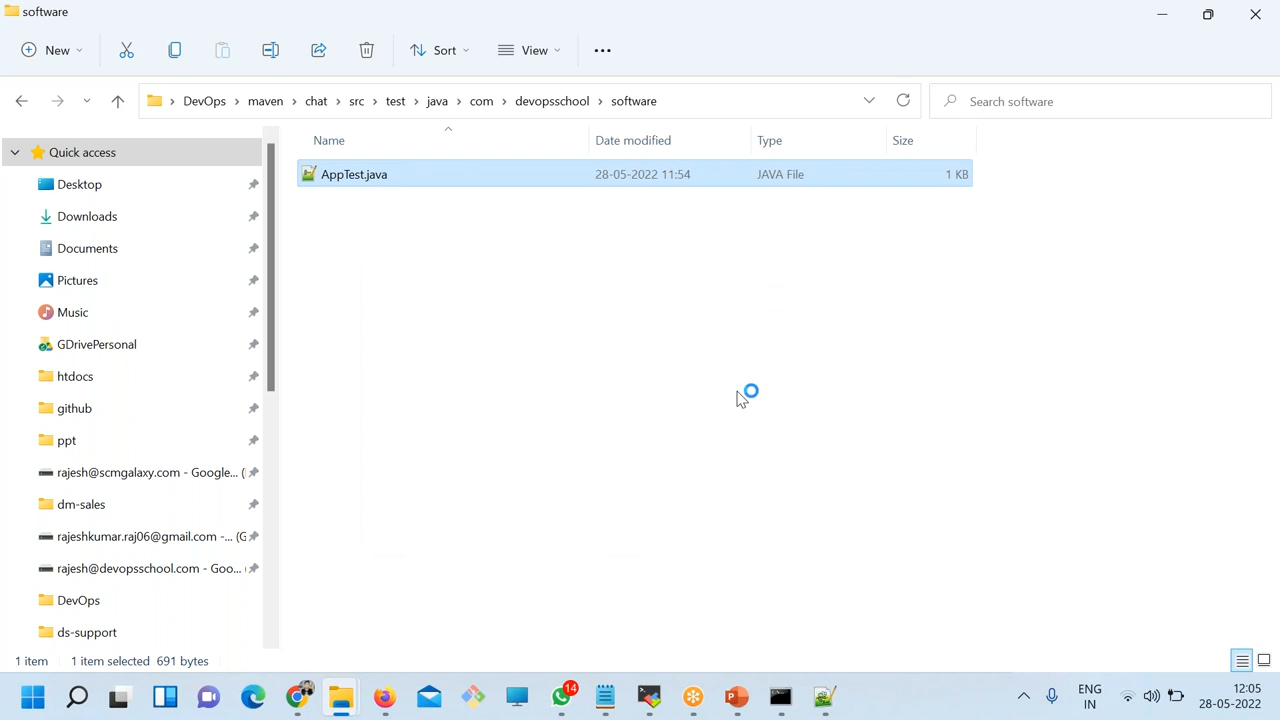 software
New
Sort
View
DevOps
maven
chat
src
test
java
com
devopsschool
software
Search software
Name
Date modified
Type
Size
AppTest.java
28-05-2022 11:54
JAVA File
1 KB
Quick access
Desktop
Downloads
Documents
Pictures
Music
GDrivePersonal
htdocs
github
ppt
rajesh@scmgalaxy.com - Google... (
dm-sales
rajeshkumar.raj06@gmail.com -... (G
rajesh@devopsschool.com - Goo...
DevOps
ds-support
1 item
1 item selected 691 bytes
14
ENG
IN
12:05
28-05-2022